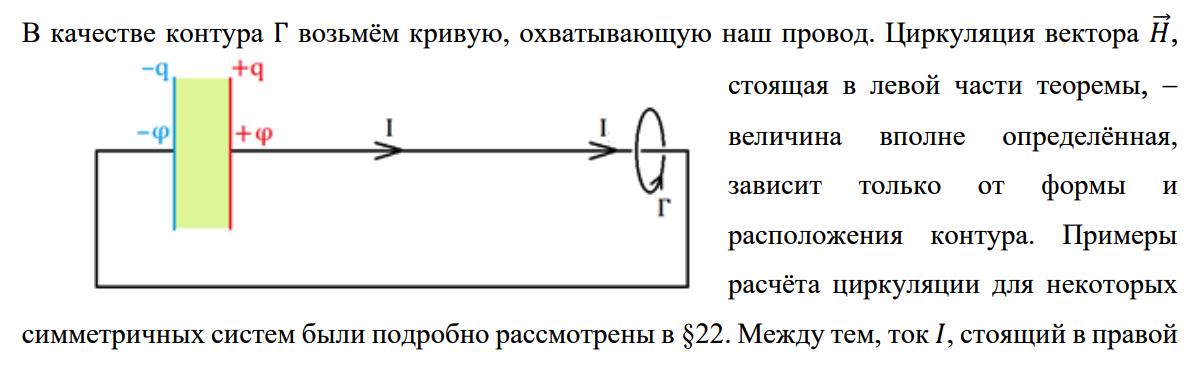 В качестве контура Γ возьмём кривую, охватывающую наш провод. Циркуляция вектора H⃗,
стоящая в левой части теоремы, –
величина вполне определённая,
зависит только от формы и
расположения контура. Примеры
расчёта циркуляции для некоторых
−q +q
−φ +φ
I I
Γ
симметричных систем были подробно рассмотрены в §22. Между тем, ток I, стоящий в правой